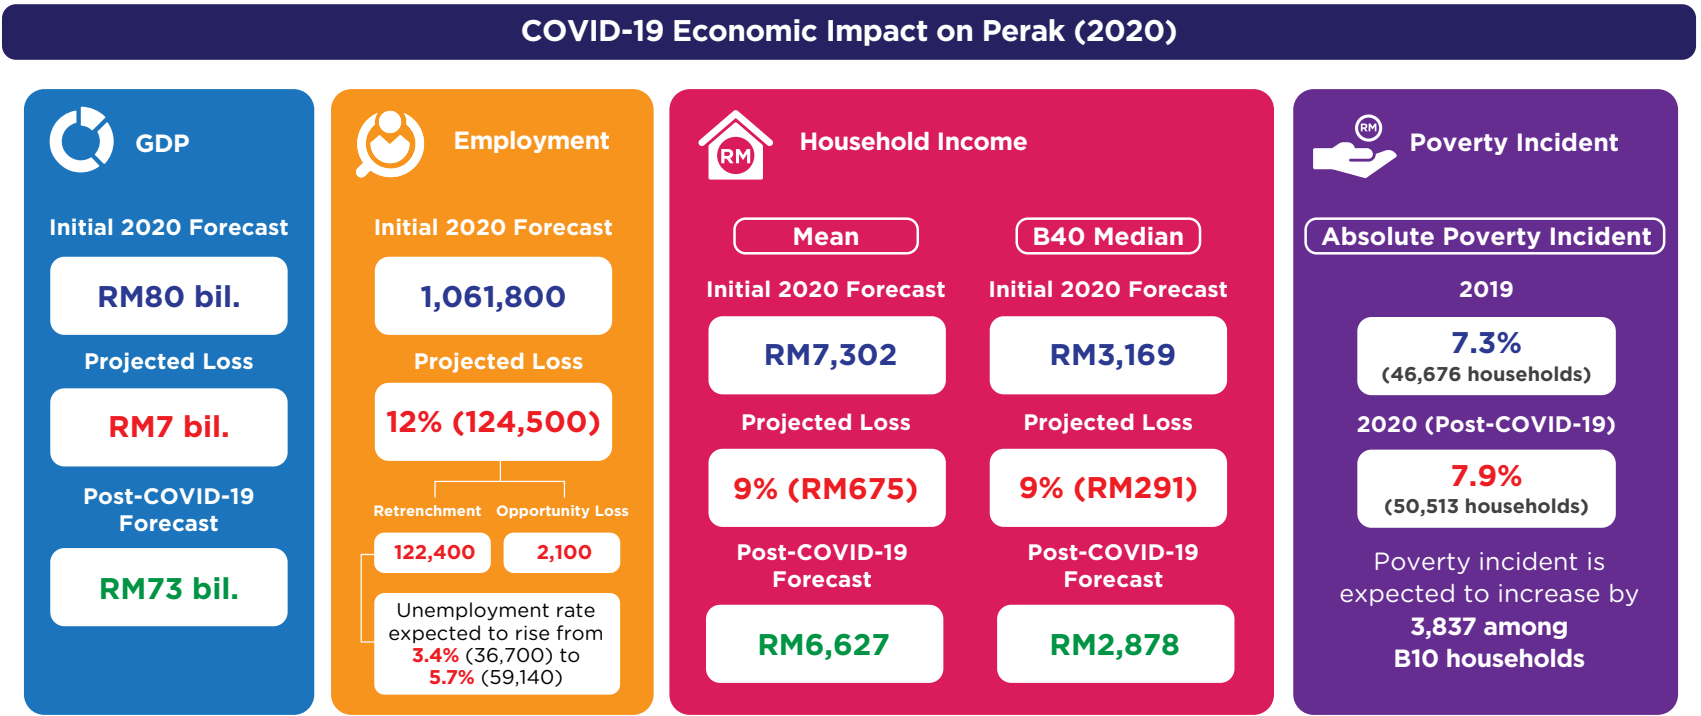 COVID-19 Economic Impact on Perak (2020)
GDP
Initial 2020 Forecast
RM80 bil.
Projected Loss
RM7 bil.
Post-COVID-19
Forecast
RM73 bil.
Employment
Initial 2020 Forecast
1,061,800
Projected Loss
12% (124,500)
Retrenchment
122,400
Opportunity Loss
2,100
Unemployment rate
expected to rise from
3.4% (36,700) to
5.7% (59,140)
RM
Household Income
Mean
Initial 2020 Forecast
RM7,302
Projected Loss
9% (RM675)
Post-COVID-19
Forecast
RM6,627
B40 Median
Initial 2020 Forecast
RM3,169
Projected Loss
9% (RM291)
Post-COVID-19
Forecast
RM2,878
RM
Poverty Incident
Absolute Poverty Incident
2019
7.3%
(46,676 households)
2020 (Post-COVID-19)
7.9%
(50,513 households)
Poverty incident is
expected to increase by
3,837 among
B10 households